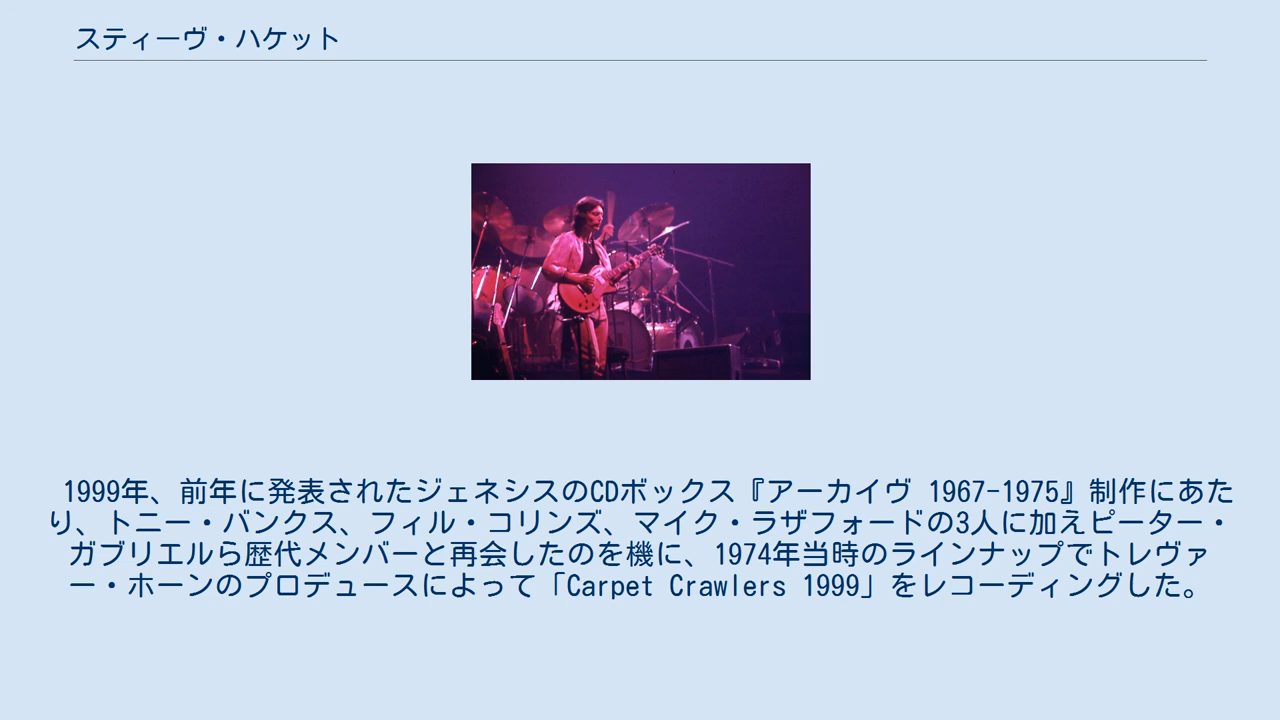 スティーヴ・ハケット
1999年、前年に発表されたジェネシスのCDボックス『アーカイヴ 1967-1975』制作にあた
り、トニー・バンクス、フィル・コリンズ、マイク・ラザフォードの3人に加えピーター・
ガブリエルら歴代メンバーと再会したのを機に、1974年当時のラインナップでトレヴァ
ー・ホーンのプロデュースによって「Carpet Crawlers 1999」をレコーディングした。